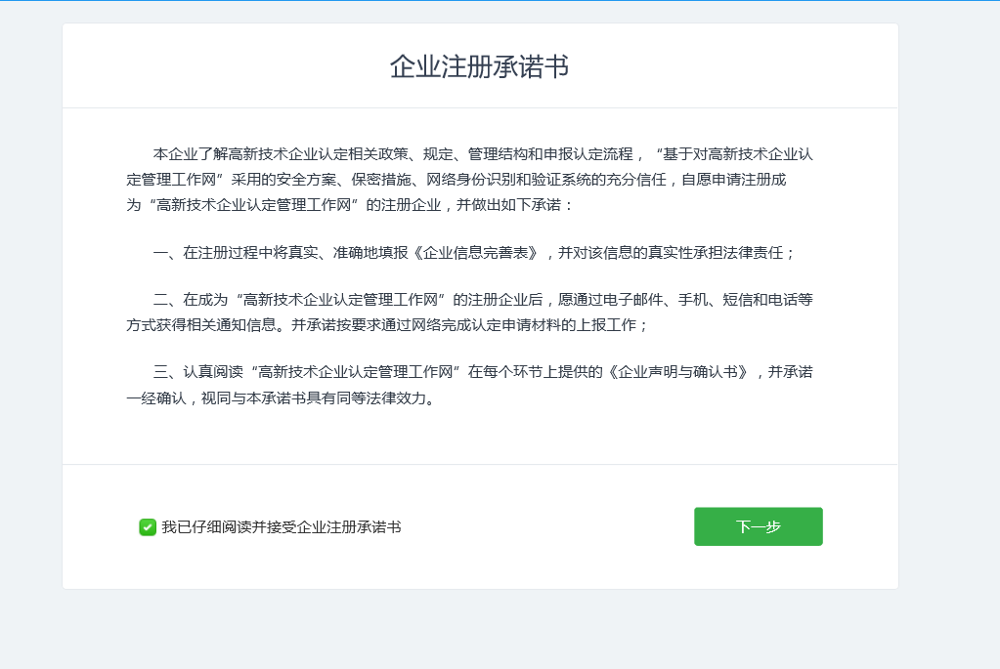 企业注册承诺书
本企业了解高新技术企业认定相关政策、规定、管理结构和申报认定流程，“基于对高新技术企业认
定管理工作网”采用的安全方案、保密措施、网络身份识别和验证系统的充分信任，自愿申请注册成
为“高新技术企业认定管理工作网”的注册企业，并做出如下承诺：
一、在注册过程中将真实、准确地填报《企业信息完善表》，并对该信息的真实性承担法律责任；
二、在成为“高新技术企业认定管理工作网”的注册企业后，愿通过电子邮件、手机、短信和电话等
方式获得相关通知信息。并承诺按要求通过网络完成认定申请材料的上报工作；
三、认真阅读“高新技术企业认定管理工作网”在每个环节上提供的《企业声明与确认书》，并承诺
一经确认，视同与本承诺书具有同等法律效力。
我已仔细阅读并接受企业注册承诺书
下一步